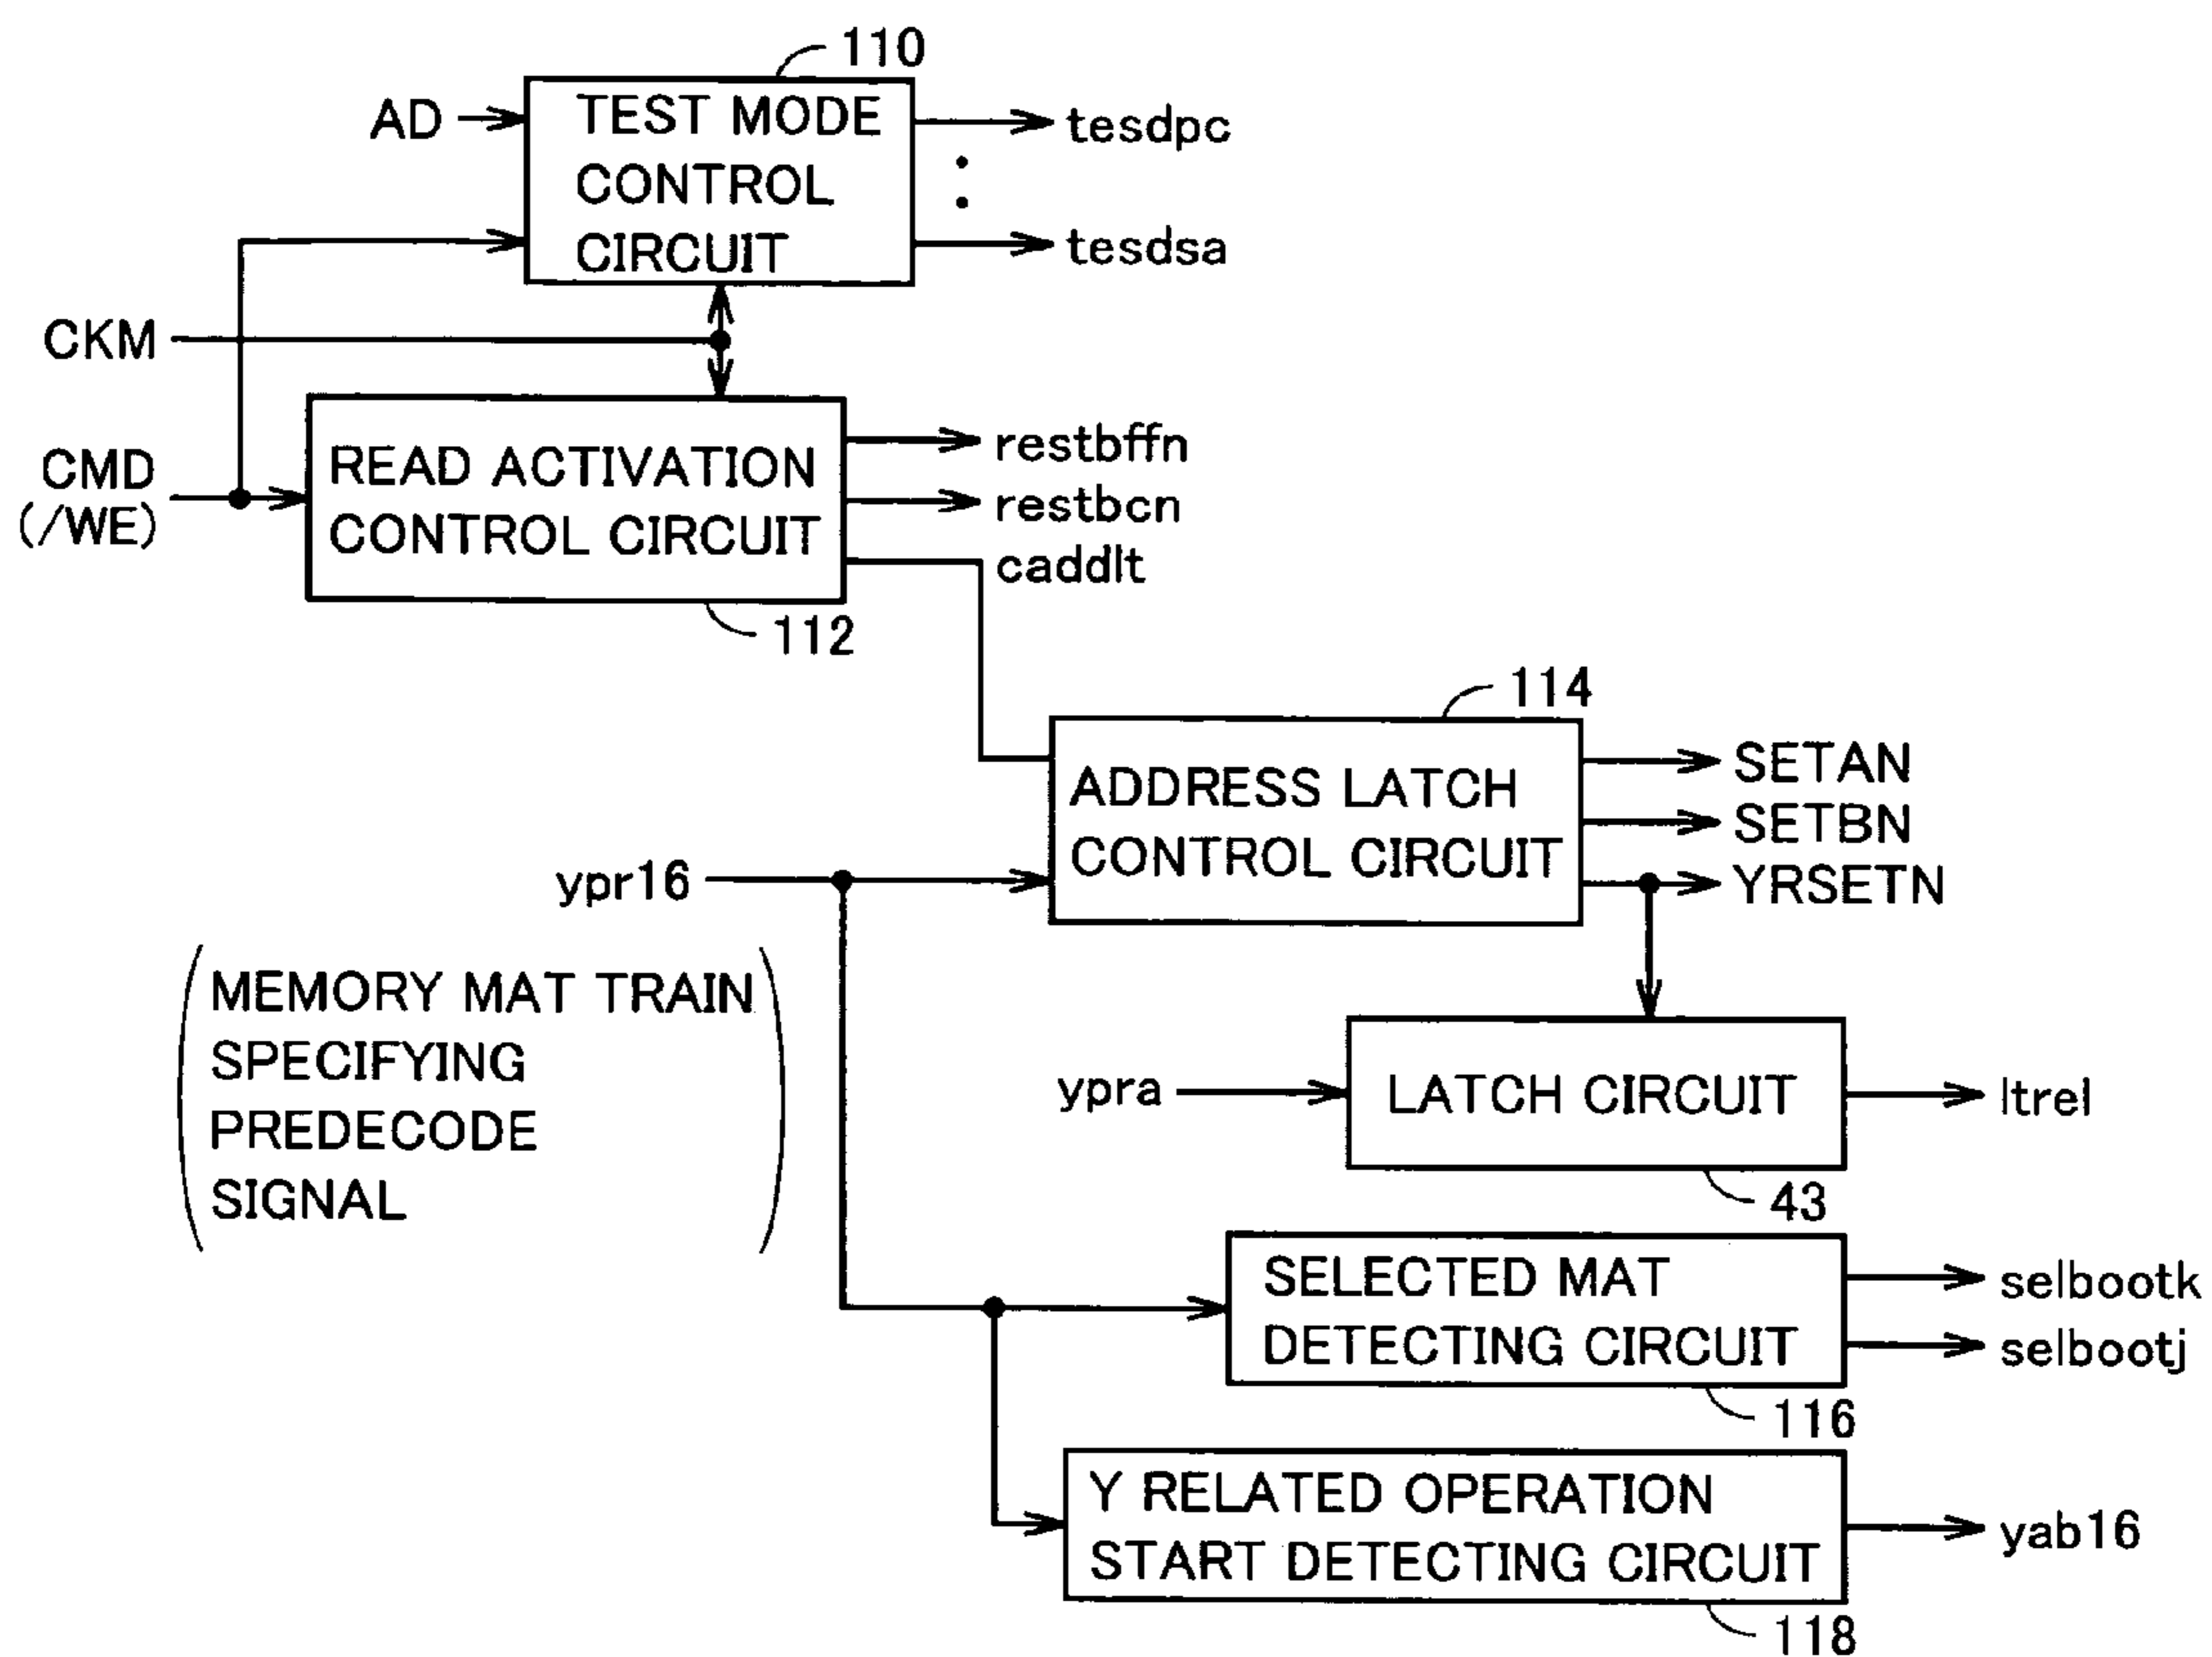 110
AD
TEST MODE
CONTROL
CIRCUIT
tesdpc
tesdsa
CKM
CMD
(/WE)
READ ACTIVATION
CONTROL CIRCUIT
restbffn
restbcn
caddlt
112
114
ADDRESS LATCH
CONTROL CIRCUIT
SETAN
SETBN
YRSETN
ypr16
MEMORY MAT TRAIN
SPECIFYING
PREDECODE
SIGNAL
ypra
LATCH CIRCUIT
ltrel
43
SELECTED MAT
DETECTING CIRCUIT
selbootk
selbootj
116
Y RELATED OPERATION
START DETECTING CIRCUIT
yab16
118